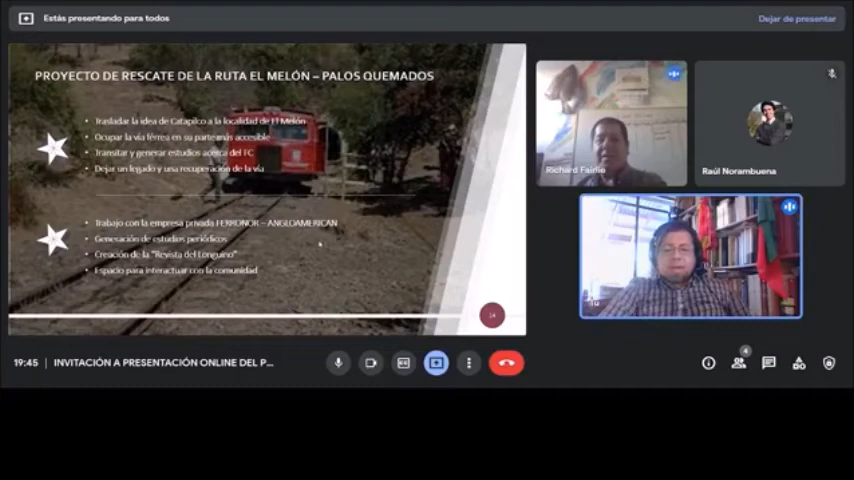 Estás presentando para todos
Dejar de presentar
PROYECTO DE RESCATE DE LA RUTA EL MELÓN – PALOS QUEMADOS
• Trasladar la idea de Catapilco a la localidad de El Melón
• Ocupar la vía férrea en su parte más accesible
• Transitar y generar estudios acerca del FC
• Dejar un legado y una recuperación de la vía
• Trabajo con la empresa privada FERRONOR – ANGLOAMERICAN
• Generación de estudios periódicos
• Creación de la "Revista del Longuino"
• Espacio para interactuar con la comunidad
14
Richard Fairlie
Raúl Norambuena
Tú
19:45 | INVITACIÓN A PRESENTACIÓN ONLINE DEL P...
4